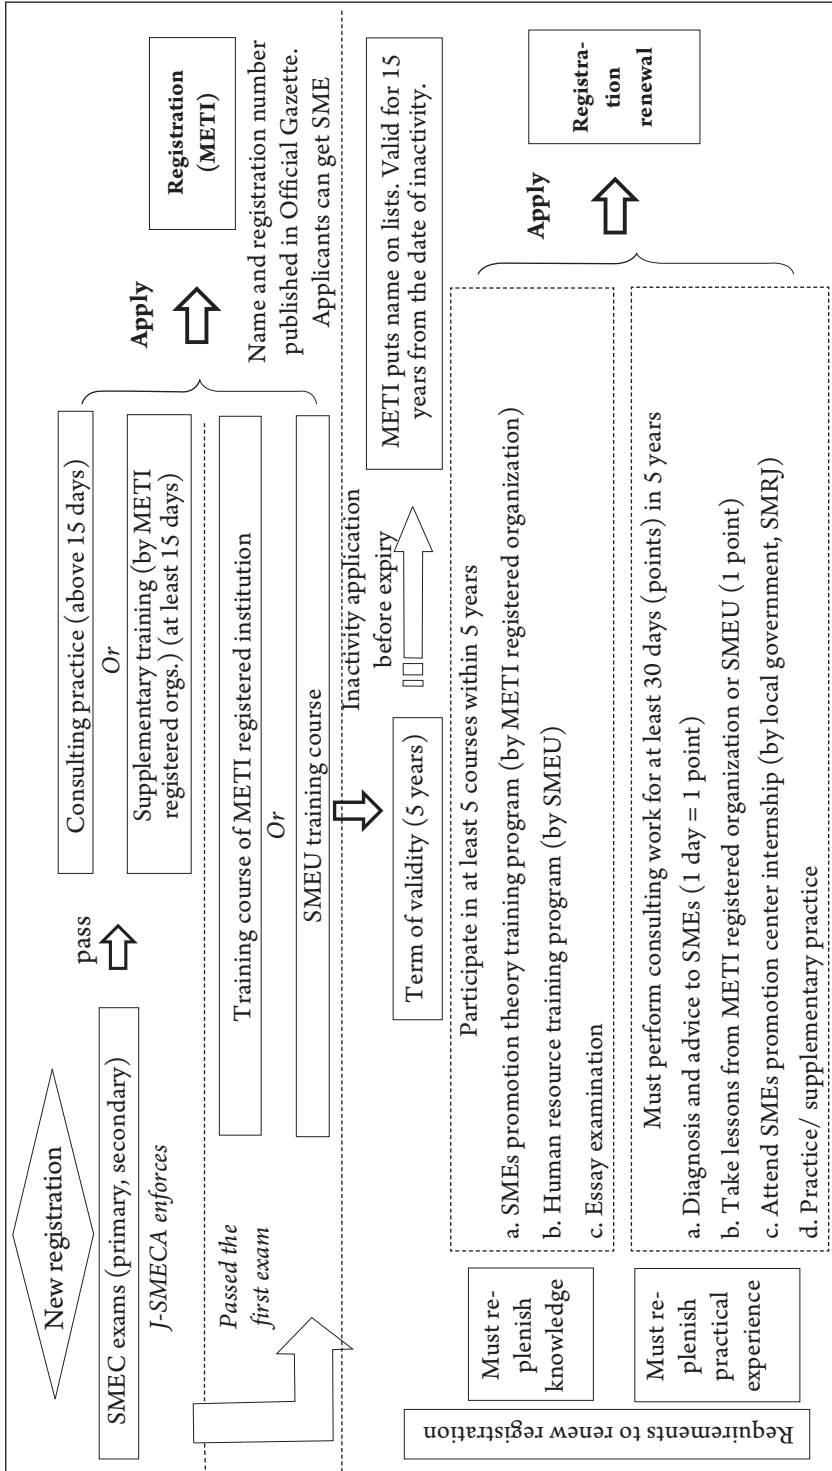 New registration
SMEC exams (primary, secondary)
J-SMECA enforces
pass
Consulting practice (above 15 days)
Or
Supplementary training (by METI
registered orgs.) (at least 15 days)
Apply
Registration
(METI)
Name and registration number
published in Official Gazette.
Applicants can get SME
Passed the
first exam
Training course of METI registered institution
Or
SMEU training course
Term of validity (5 years)
Inactivity application
before expiry
METI puts name on lists. Valid for 15
years from the date of inactivity.
Requirements to renew registration
Must re-
plenish
knowledge
Participate in at least 5 courses within 5 years
a. SMEs promotion theory training program (by METI registered organization)
b. Human resource training program (by SMEU)
c. Essay examination
Must re-
plenish
practical
experience
Must perform consulting work for at least 30 days (points) in 5 years
a. Diagnosis and advice to SMEs (1 day = 1 point)
b. Take lessons from METI registered organization or SMEU (1 point)
c. Attend SMEs promotion center internship (by local government, SMRJ)
d. Practice/ supplementary practice
Apply
Registra-
tion
renewal